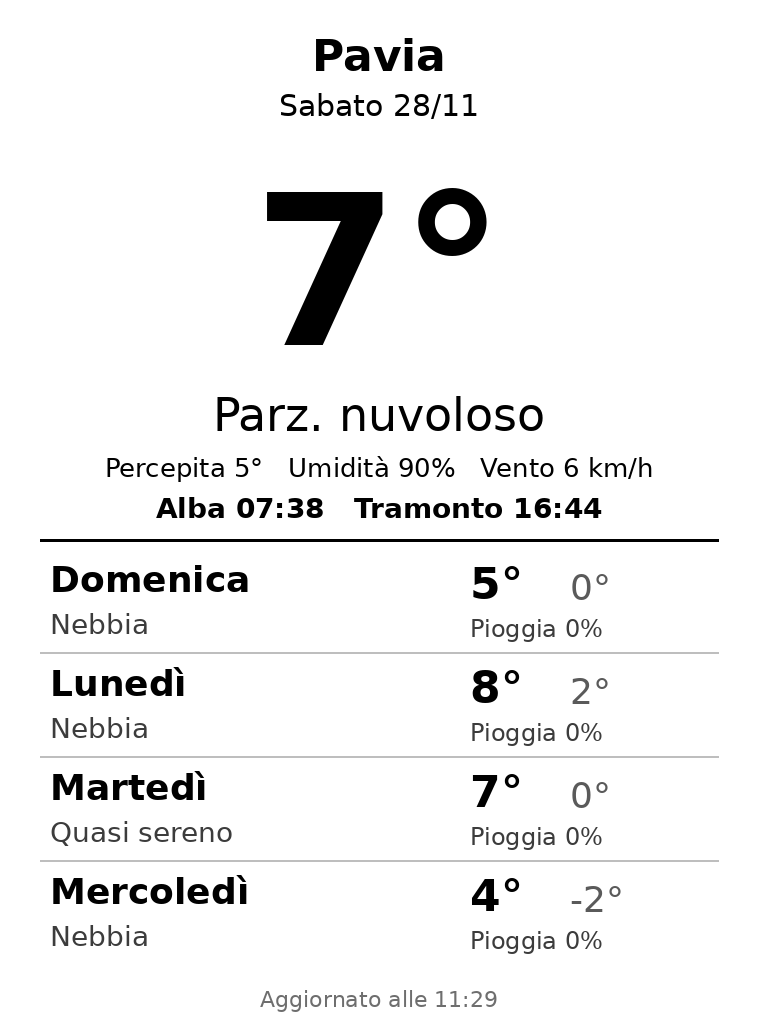 Pavia
Sabato 28/11
7°
Parz. nuvoloso
Percepita 5° Umidità 90% Vento 6 km/h
Alba 07:38 Tramonto 16:44
Domenica 5° 0°
Nebbia Pioggia 0%
Lunedì 8° 2°
Nebbia Pioggia 0%
Martedì 7° 0°
Quasi sereno Pioggia 0%
Mercoledì 4° -2°
Nebbia Pioggia 0%
Aggiornato alle 11:29